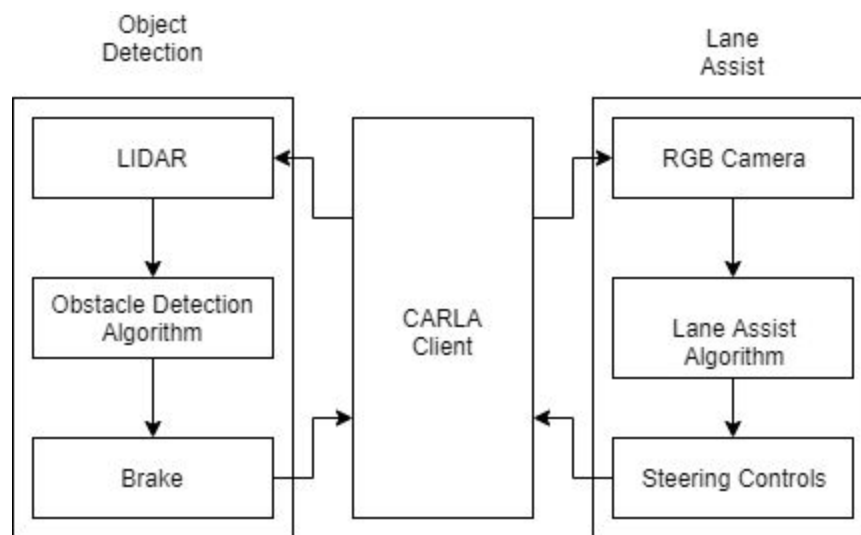 Object
Detection
Lane
Assist
LIDAR
RGB Camera
Obstacle Detection
Algorithm
CARLA
Client
Lane Assist
Algorithm
Brake
Steering Controls